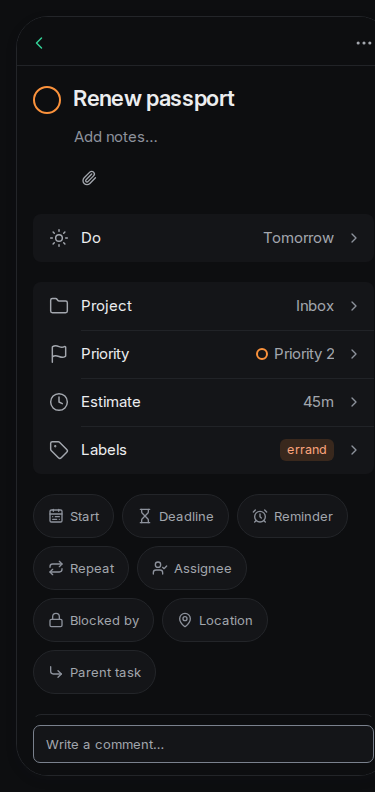 Renew passport
Add notes...
Do Tomorrow
Project Inbox
Priority Priority 2
Estimate 45m
Labels errand
Start Deadline Reminder
Repeat Assignee
Blocked by Location
Parent task
Write a comment...